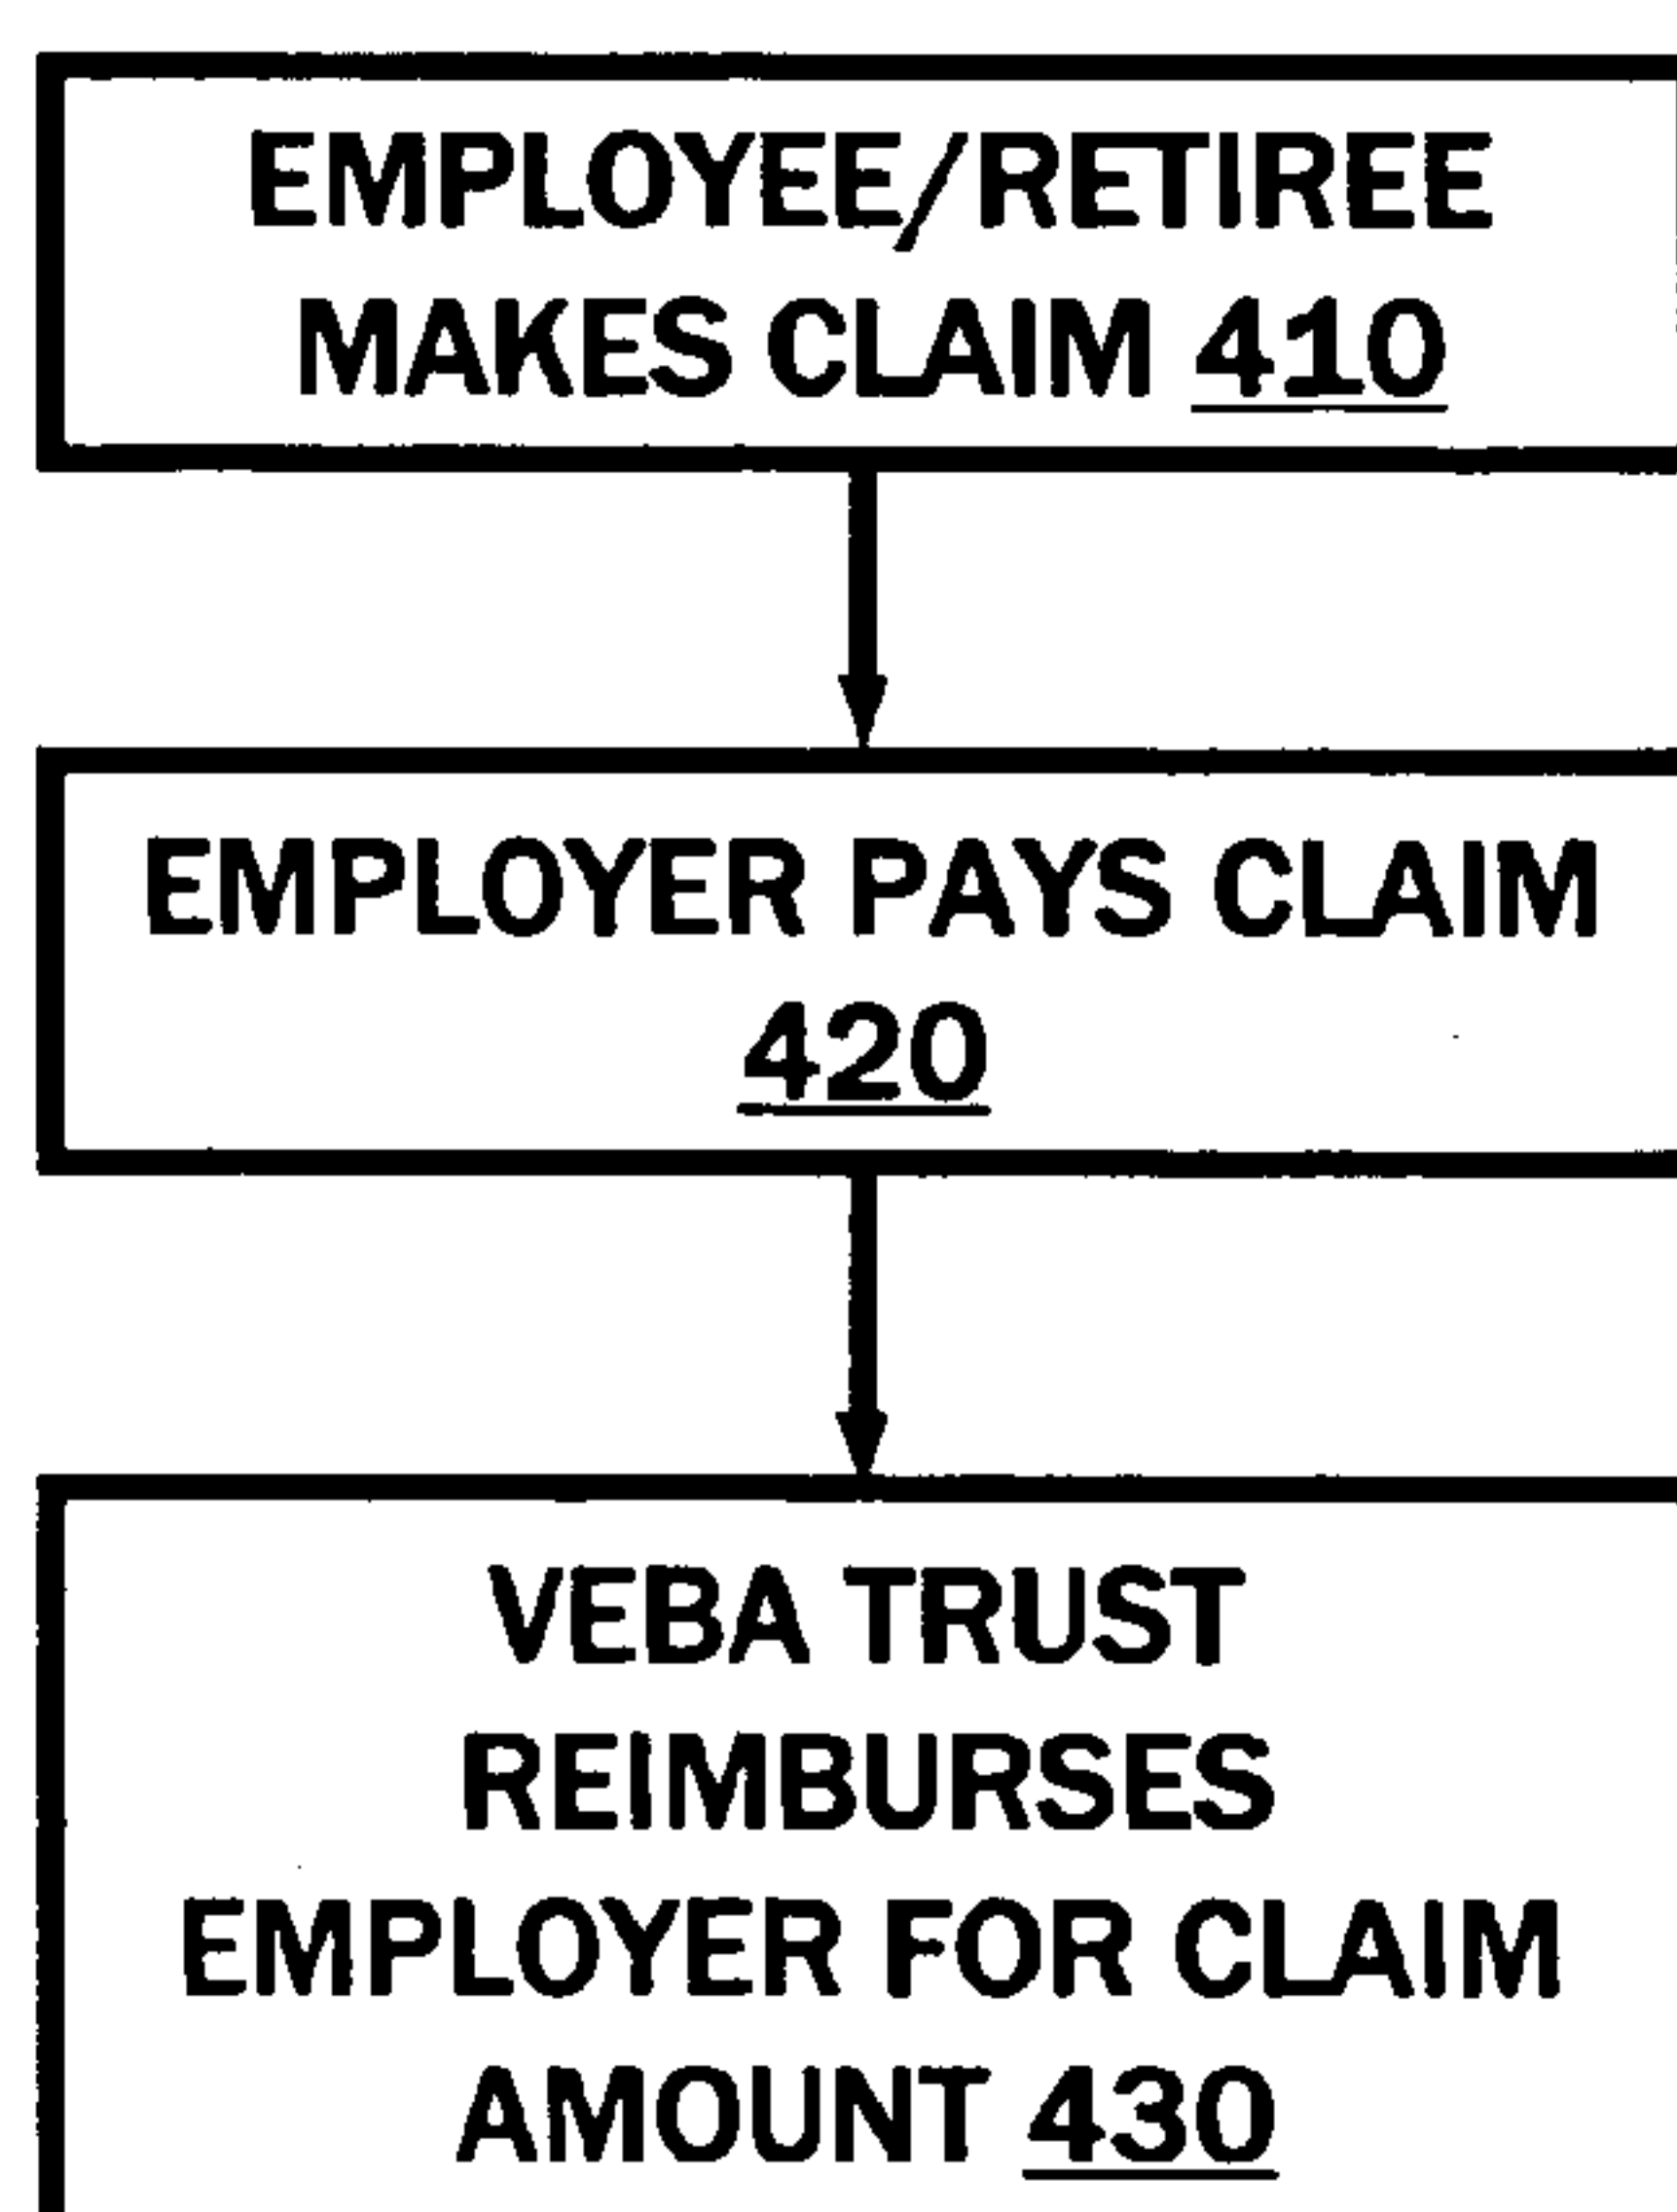 EMPLOYEE/RETIREE
MAKES CLAIM 410
EMPLOYER PAYS CLAIM
420
VEBA TRUST
REIMBURSES
EMPLOYER FOR CLAIM
AMOUNT 430